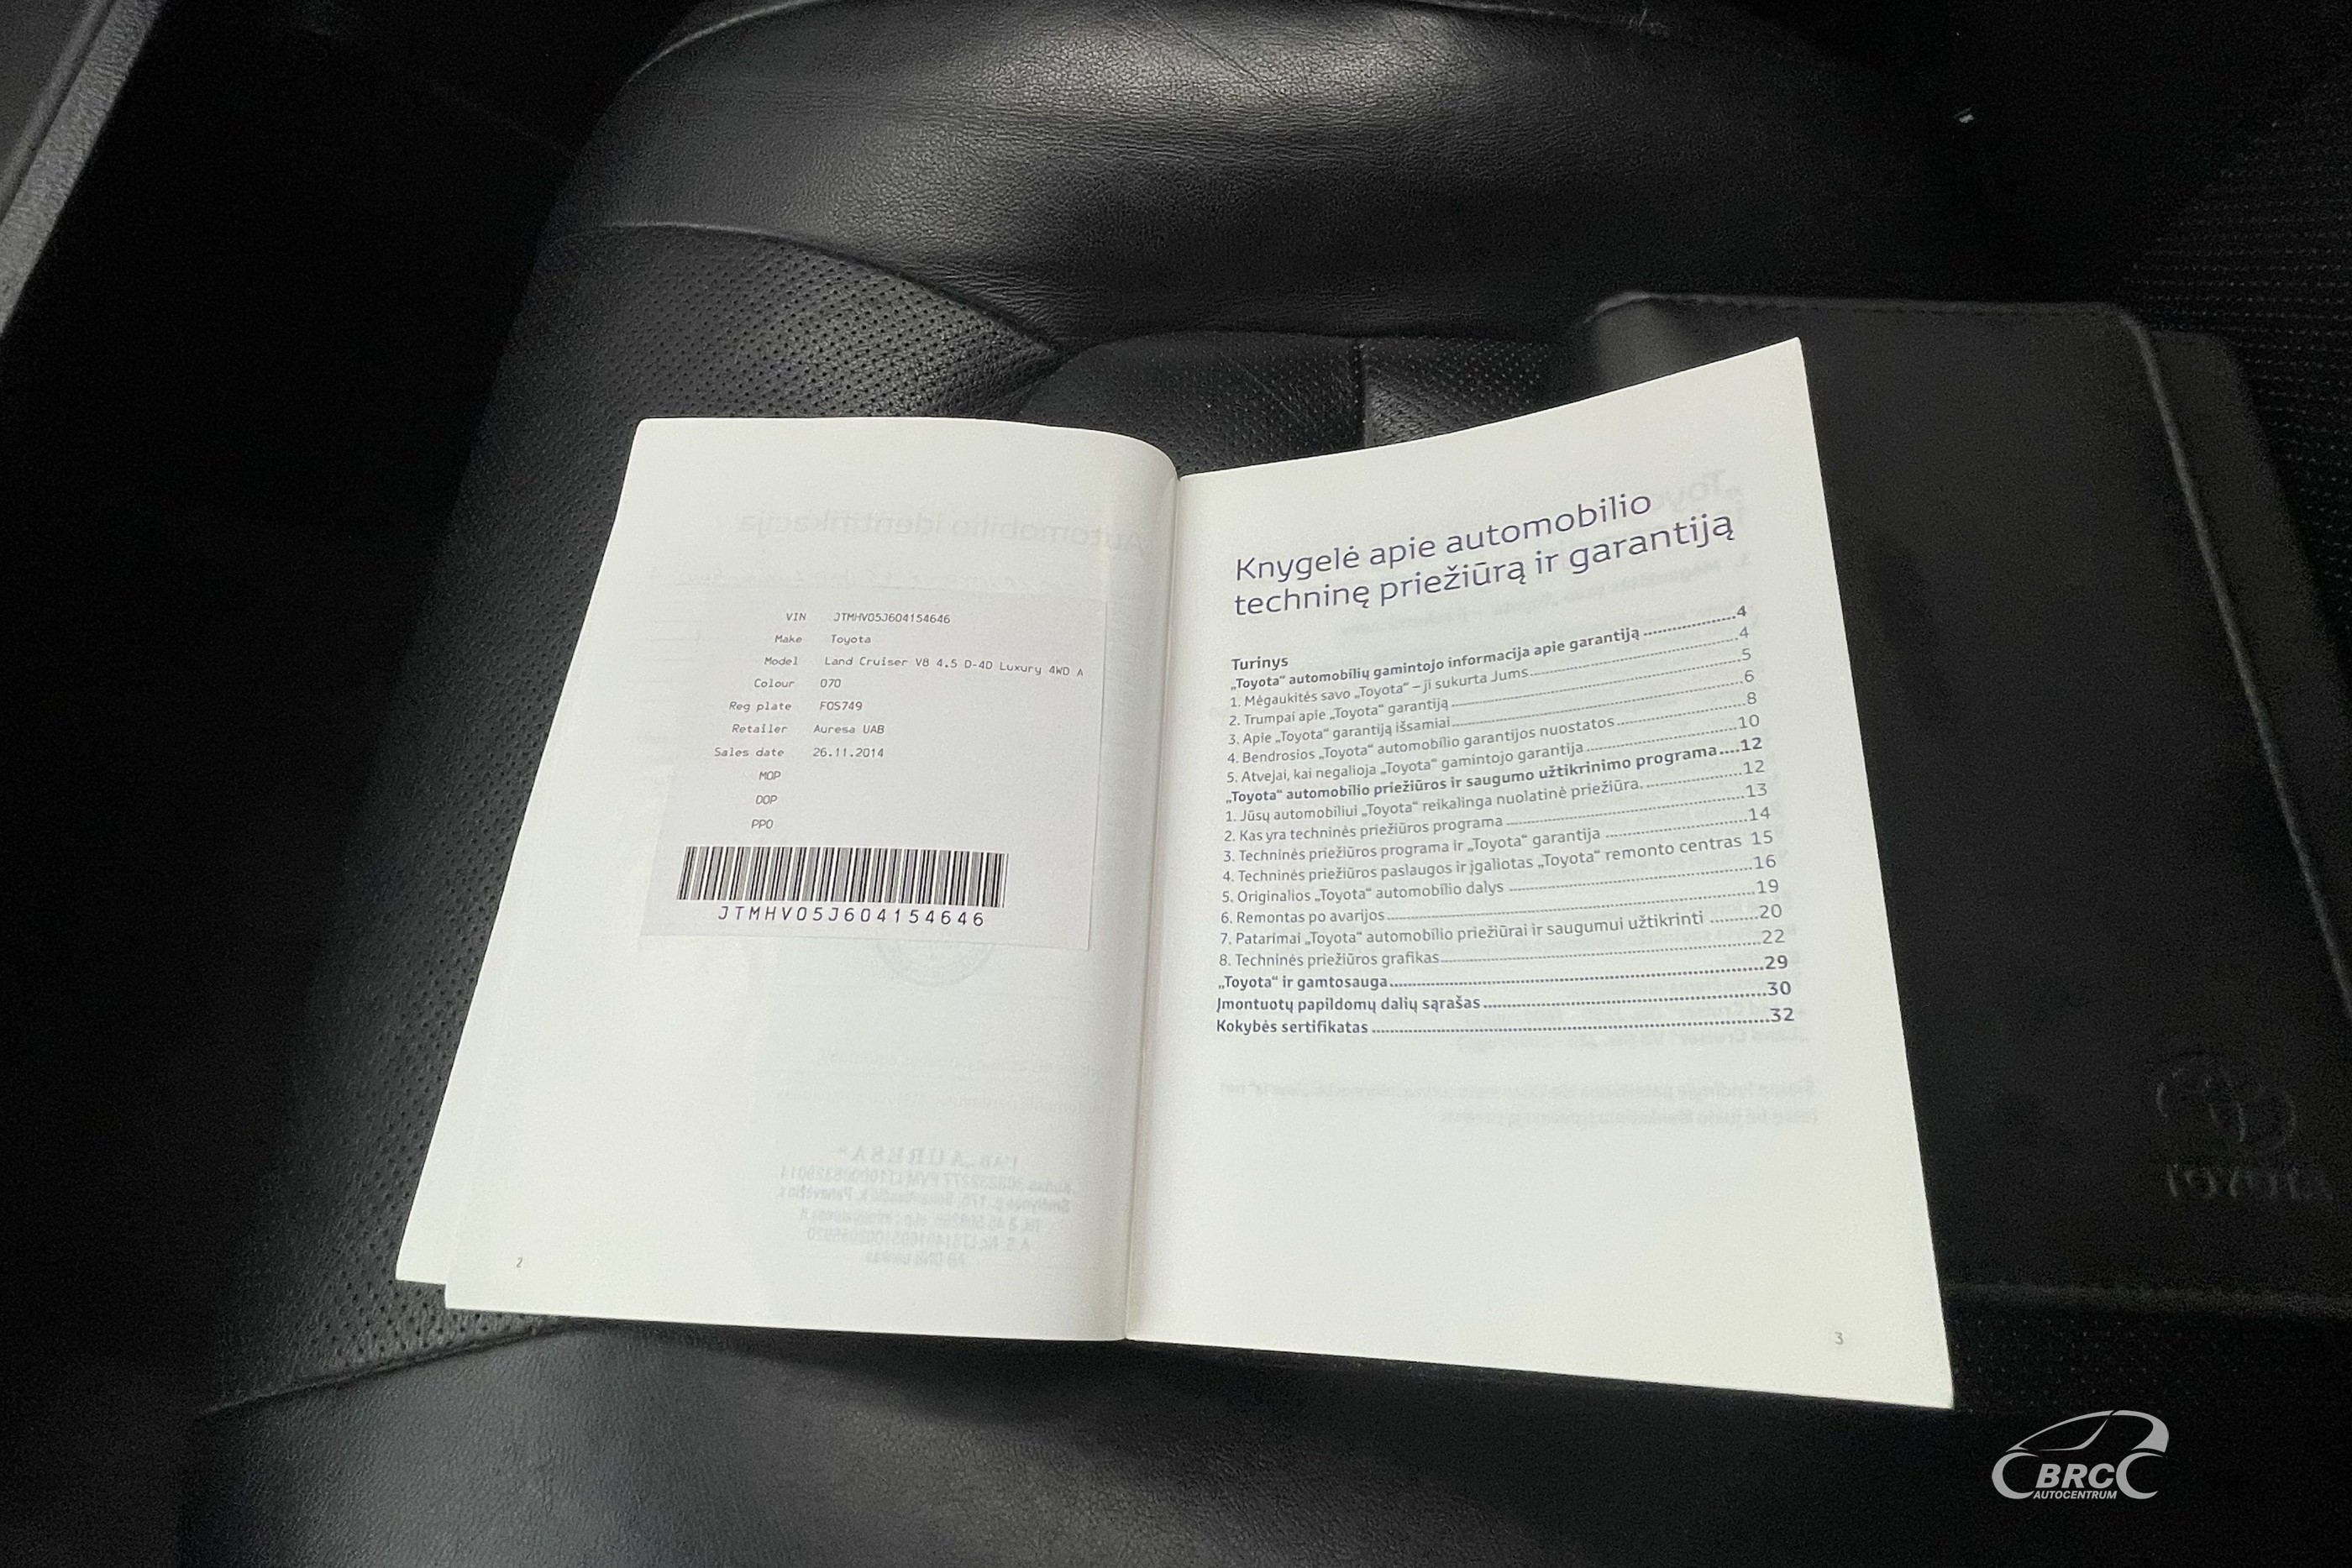 VIN JTMHV05J604154646
Make Toyota
Model Land Cruiser V8 4.5 D-4D Luxury 4WD A
Colour 070
Reg plate FOS749
Retailer Auresa UAB
Sales date 26.11.2014
MOP
DOP
PPO
JTMHV05J604154646
2
Knygelė apie automobilio
techninę priežiūrą ir garantiją
Turinys
„Toyota“ automobilių gamintojo informacija apie garantiją ............4
1. Mėgaukitės savo „Toyota“ – ji sukurta Jums............4
2. Trumpai apie „Toyota“ garantiją............5
3. Apie „Toyota“ garantiją išsamiai............6
4. Bendrosios „Toyota“ automobilio garantijos nuostatos............8
5. Atvejai, kai negalioja „Toyota“ gamintojo garantija............10
„Toyota“ automobilio priežiūros ir saugumo užtikrinimo programa....12
1. Jūsų automobiliui „Toyota“ reikalinga nuolatinė priežiūra............12
2. Kas yra techninės priežiūros programa............13
3. Techninės priežiūros programa ir „Toyota“ garantija............14
4. Techninės priežiūros paslaugos ir įgaliotas „Toyota“ remonto centras 15
5. Originalios „Toyota“ automobilio dalys............16
6. Remontas po avarijos............19
7. Patarimai „Toyota“ automobilio priežiūrai ir saugumui užtikrinti ..........20
8. Techninės priežiūros grafikas............22
„Toyota“ ir gamtosauga............29
Įmontuotų papildomų dalių sąrašas............30
Kokybės sertifikatas............32
3
BRC
AUTOCENTRUM